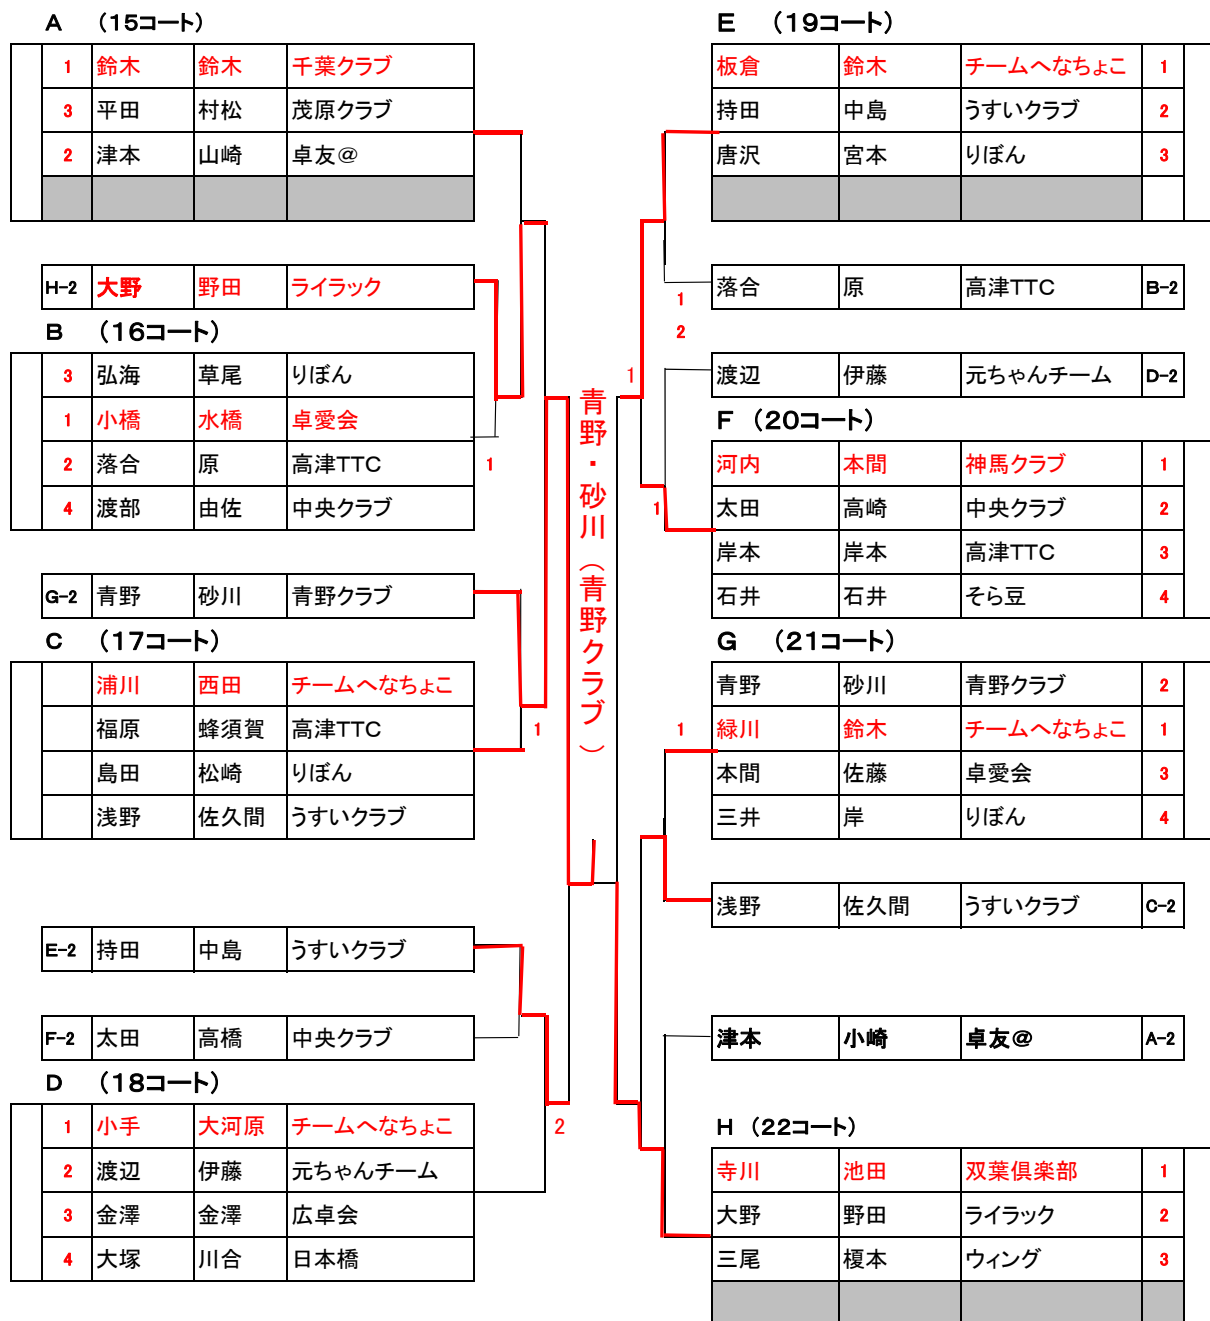 A （15コート）
1 鈴木 鈴木 千葉クラブ
3 平田 村松 茂原クラブ
2 津本 山崎 卓友@
H-2 大野 野田 ライラック
B （16コート）
3 弘海 草尾 りぼん
1 小橋 水橋 卓愛会
2 落合 原 高津TTC
4 渡部 由佐 中央クラブ
1
G-2 青野 砂川 青野クラブ
C （17コート）
浦川 西田 チームへなちょこ
福原 蜂須賀 高津TTC
島田 松崎 りぼん
浅野 佐久間 うすいクラブ
1
E-2 持田 中島 うすいクラブ
F-2 太田 高橋 中央クラブ
D （18コート）
1 小手 大河原 チームへなちょこ
2 渡辺 伊藤 元ちゃんチーム
3 金澤 金澤 広卓会
4 大塚 川合 日本橋
2
青野・砂川（青野クラブ）
E （19コート）
板倉 鈴木 チームへなちょこ 1
持田 中島 うすいクラブ 2
唐沢 宮本 りぼん 3
落合 原 高津TTC B-2
1
2
渡辺 伊藤 元ちゃんチーム D-2
1
F （20コート）
河内 本間 神馬クラブ 1
太田 高崎 中央クラブ 2
岸本 岸本 高津TTC 3
石井 石井 そら豆 4
1
G （21コート）
青野 砂川 青野クラブ 2
緑川 鈴木 チームへなちょこ 1
本間 佐藤 卓愛会 3
三井 岸 りぼん 4
1
浅野 佐久間 うすいクラブ C-2
津本 小崎 卓友@ A-2
H （22コート）
寺川 池田 双葉倶楽部 1
大野 野田 ライラック 2
三尾 榎本 ウィング 3